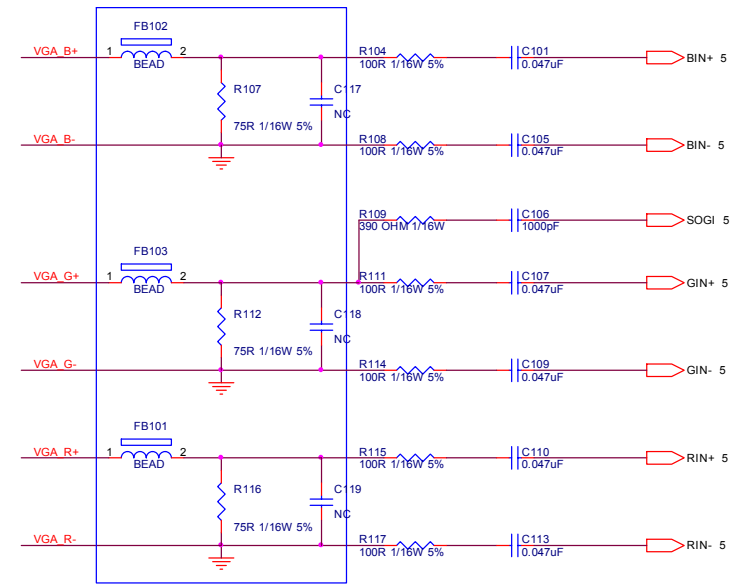 FB102
VGA_B+
1
2
BEAD
R104
100R 1/16W 5%
C101
0.047uF
BIN+ 5
R107
75R 1/16W 5%
C117
NC
VGA_B-
R108
100R 1/16W 5%
C105
0.047uF
BIN- 5
R109
390 OHM 1/16W
C106
1000pF
SOGI 5
FB103
VGA_G+
1
2
BEAD
R111
100R 1/16W 5%
C107
0.047uF
GIN+ 5
R112
75R 1/16W 5%
C118
NC
VGA_G-
R114
100R 1/16W 5%
C109
0.047uF
GIN- 5
FB101
VGA_R+
1
2
BEAD
R115
100R 1/16W 5%
C110
0.047uF
RIN+ 5
R116
75R 1/16W 5%
C119
NC
VGA_R-
R117
100R 1/16W 5%
C113
0.047uF
RIN- 5